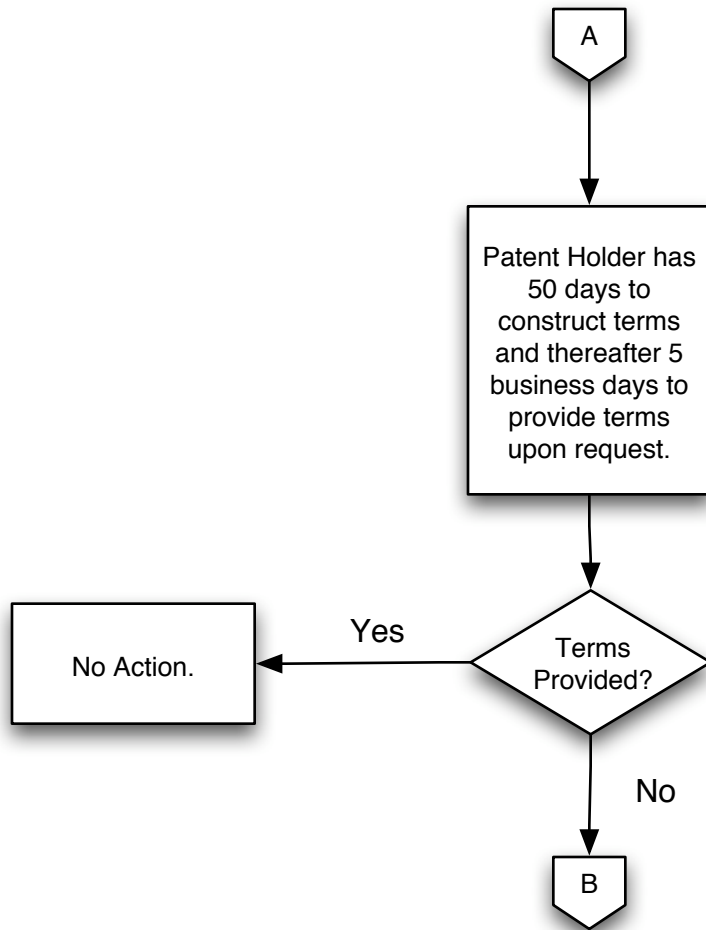 A
Patent Holder has
50 days to
construct terms
and thereafter 5
business days to
provide terms
upon request.
Terms
Provided?
Yes
No Action.
No
B